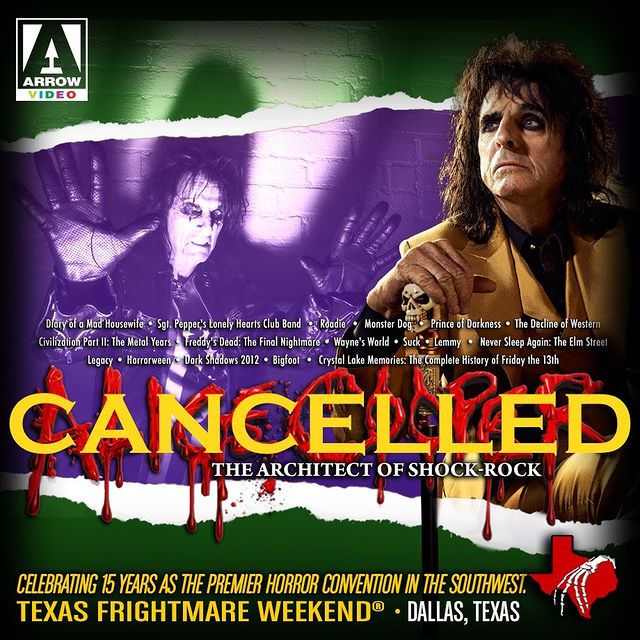 A
ARROW
VIDEO
Diary of a Mad Housewife • Sgt. Pepper's Lonely Hearts Club Band • Roadie • Monster Dog • Prince of Darkness • The Decline of Western
Civilization Part II: The Metal Years • Freddy's Dead: The Final Nightmare • Wayne's World • Suck • Lemmy • Never Sleep Again: The Elm Street
Legacy • Horrorween • Dark Shadows 2012 • Bigfoot • Crystal Lake Memories: The Complete History of Friday the 13th
CANCELLED
THE ARCHITECT OF SHOCK-ROCK
CELEBRATING 15 YEARS AS THE PREMIER HORROR CONVENTION IN THE SOUTHWEST.
TEXAS FRIGHTMARE WEEKEND® • DALLAS, TEXAS